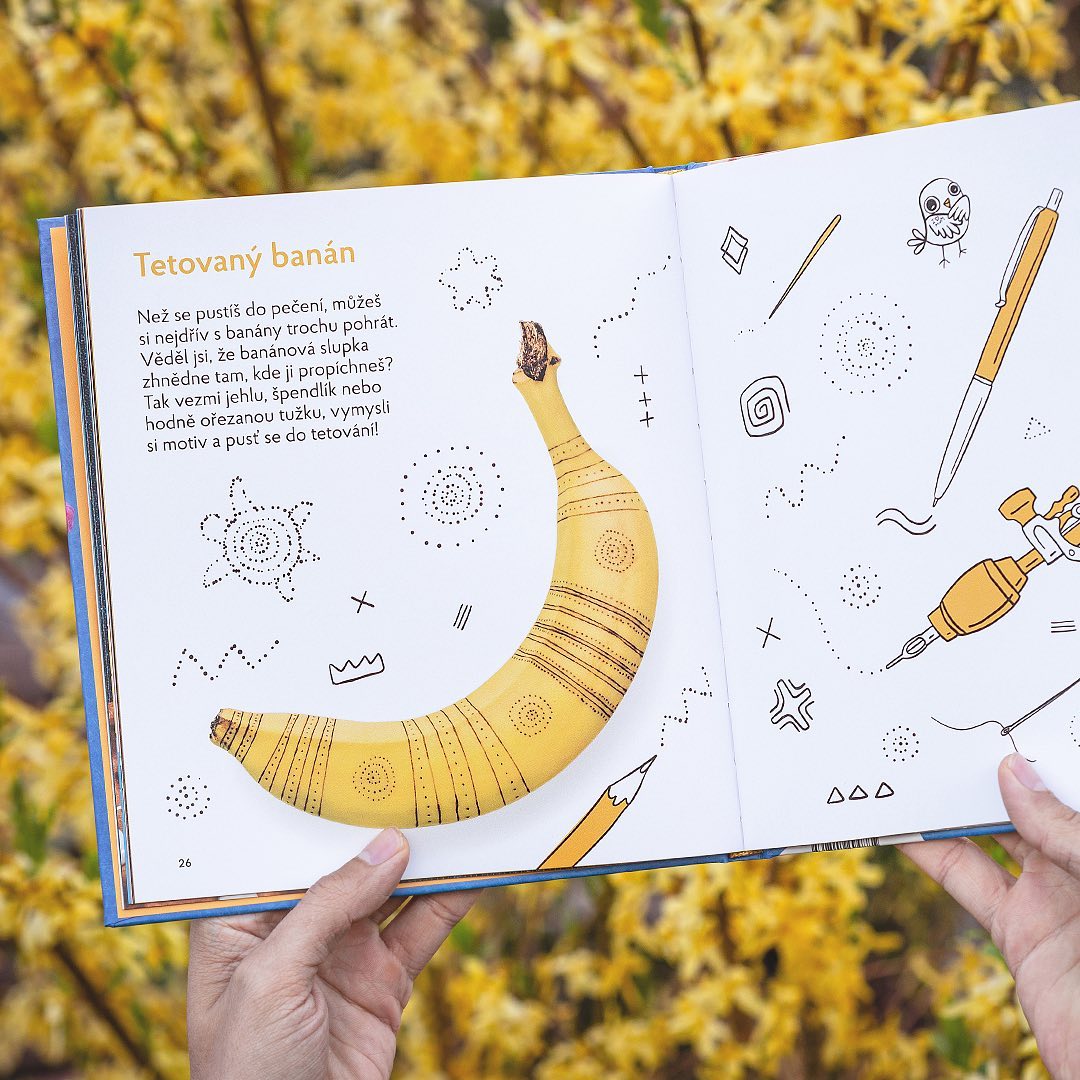 Tetovaný banán
Než se pustíš do pečení, můžeš
si nejdřív s banány trochu pohrát.
Věděl jsi, že banánová slupka
zhnědne tam, kde ji propíchneš?
Tak vezmi jehlu, špendlík nebo
hodně ořezanou tužku, vymysli
si motiv a pusť se do tetování!
26